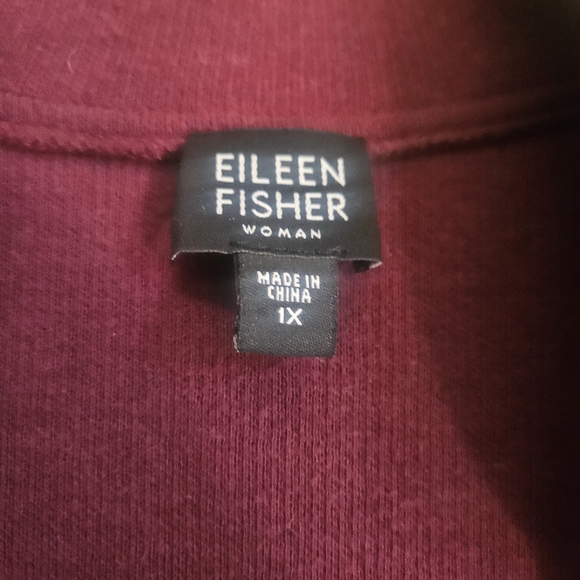 EILEEN
FISHER
WOMAN
MADE IN
CHINA
1X